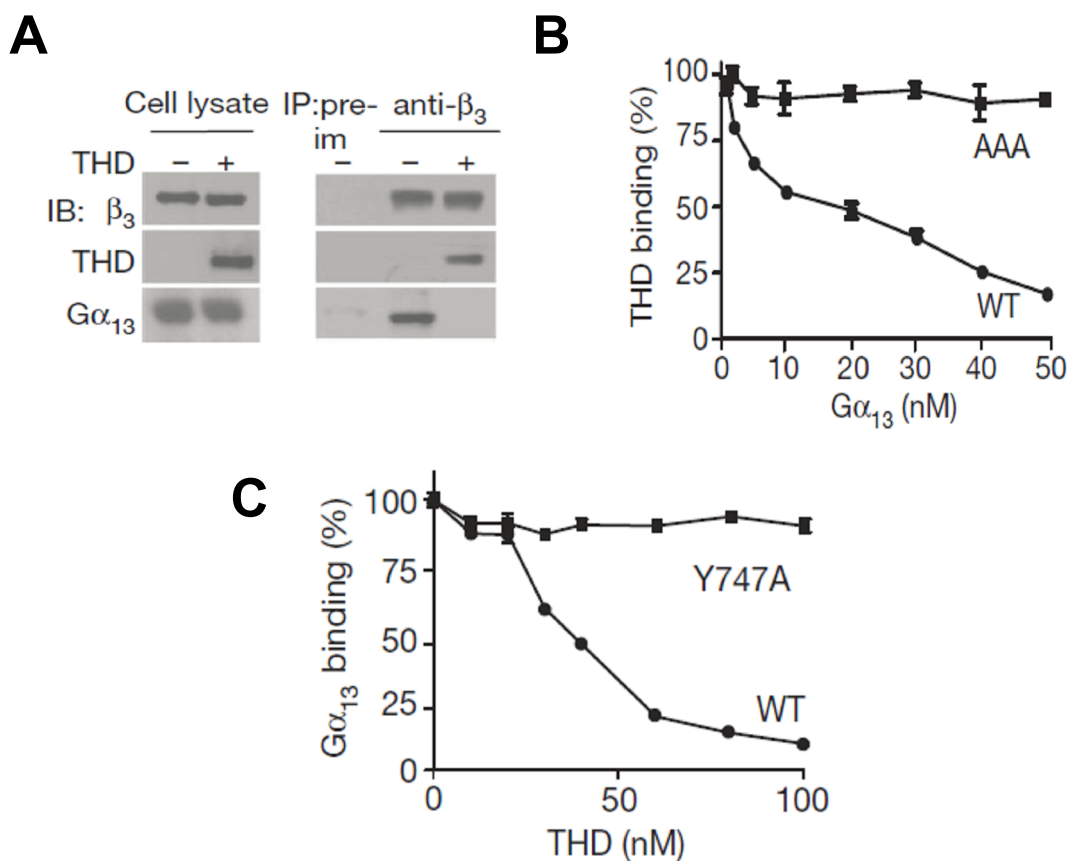 A
Cell lysate
IP:pre-im
anti-β₃
THD − + − − +
IB: β₃
THD
Gα₁₃
B
THD binding (%)
100
75
50
25
0
AAA
WT
0 10 20 30 40 50
Gα₁₃ (nM)
C
Gα₁₃ binding (%)
100
75
50
25
0
Y747A
WT
0 50 100
THD (nM)